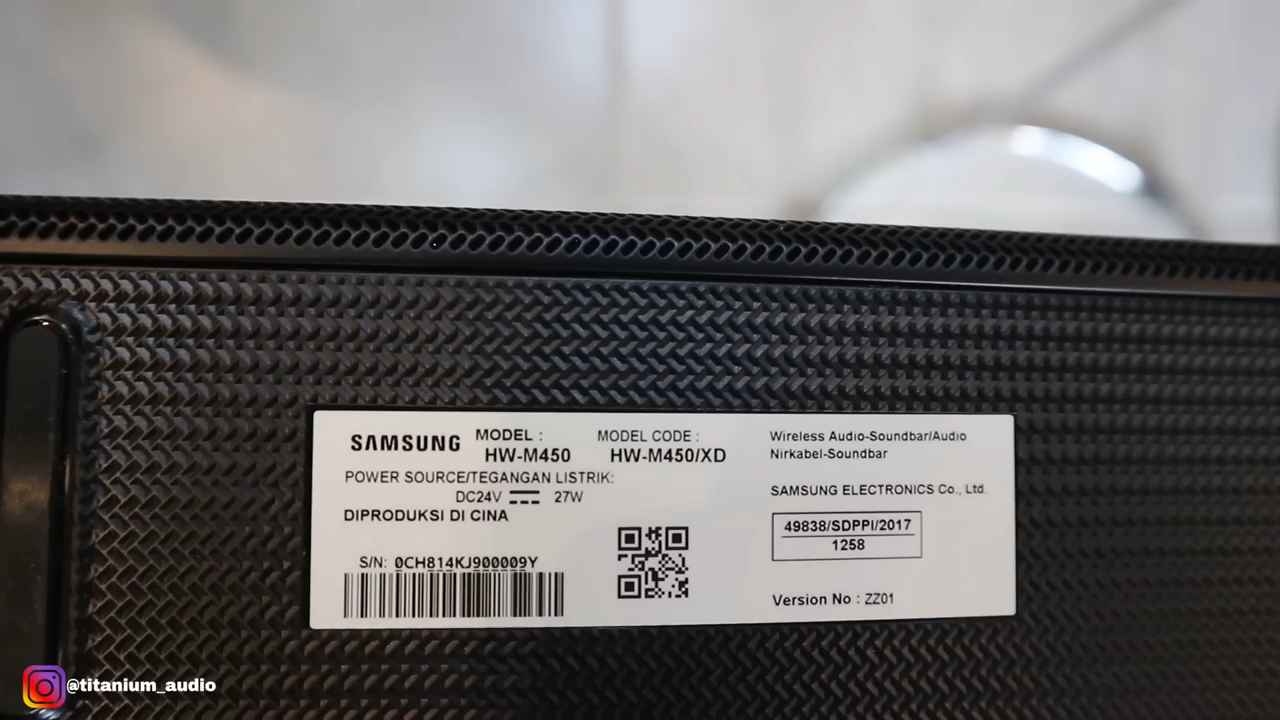 SAMSUNG
MODEL :
HW-M450
MODEL CODE :
HW-M450/XD
POWER SOURCE/TEGANGAN LISTRIK:
DC24V 27W
DIPRODUKSI DI CINA
S/N: 0CH814KJ900009Y
Wireless Audio-Soundbar/Audio
Nirkabel-Soundbar
SAMSUNG ELECTRONICS Co., Ltd.
49838/SDPPI/2017
1258
Version No : ZZ01
@titanium_audio